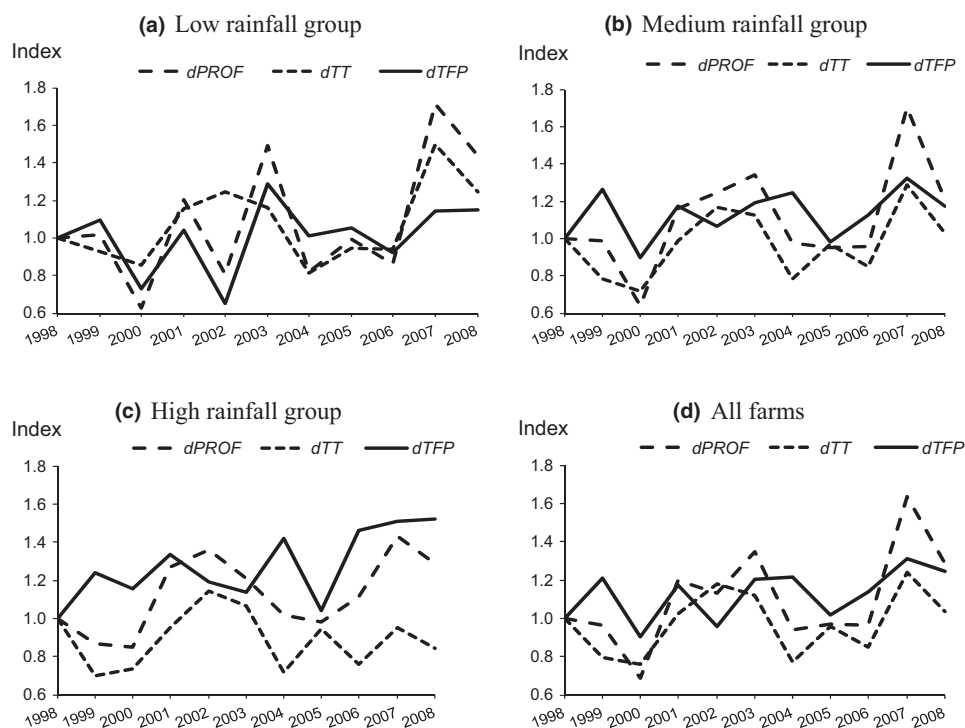 (a) Low rainfall group
Index
dPROF dTT dTFP
1.8
1.6
1.4
1.2
1.0
0.8
0.6
1998 1999 2000 2001 2002 2003 2004 2005 2006 2007 2008
(b) Medium rainfall group
Index
dPROF dTT dTFP
1.8
1.6
1.4
1.2
1.0
0.8
0.6
1998 1999 2000 2001 2002 2003 2004 2005 2006 2007 2008
(c) High rainfall group
Index
dPROF dTT dTFP
1.8
1.6
1.4
1.2
1.0
0.8
0.6
1998 1999 2000 2001 2002 2003 2004 2005 2006 2007 2008
(d) All farms
Index
dPROF dTT dTFP
1.8
1.6
1.4
1.2
1.0
0.8
0.6
1998 1999 2000 2001 2002 2003 2004 2005 2006 2007 2008